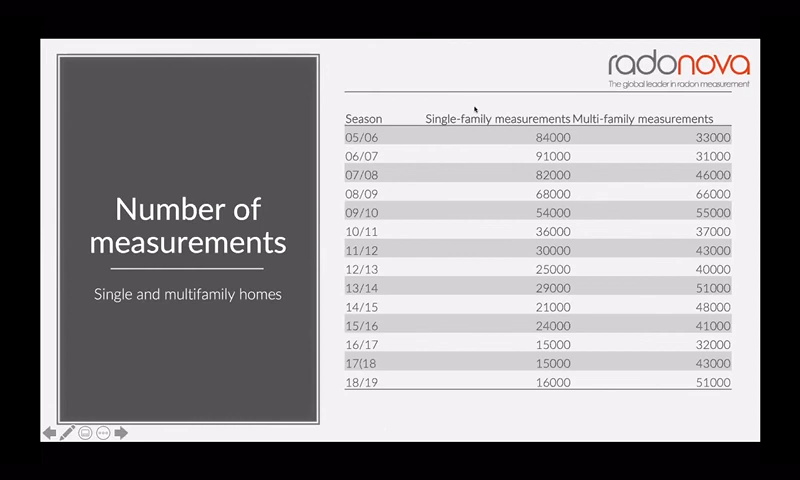 radonova
The global leader in radon measurement
Number of
measurements
Single and multifamily homes
Season Single-family measurements Multi-family measurements
05/06 84000 33000
06/07 91000 31000
07/08 82000 46000
08/09 68000 66000
09/10 54000 55000
10/11 36000 37000
11/12 30000 43000
12/13 25000 40000
13/14 29000 51000
14/15 21000 48000
15/16 24000 41000
16/17 15000 32000
17(18 15000 43000
18/19 16000 51000